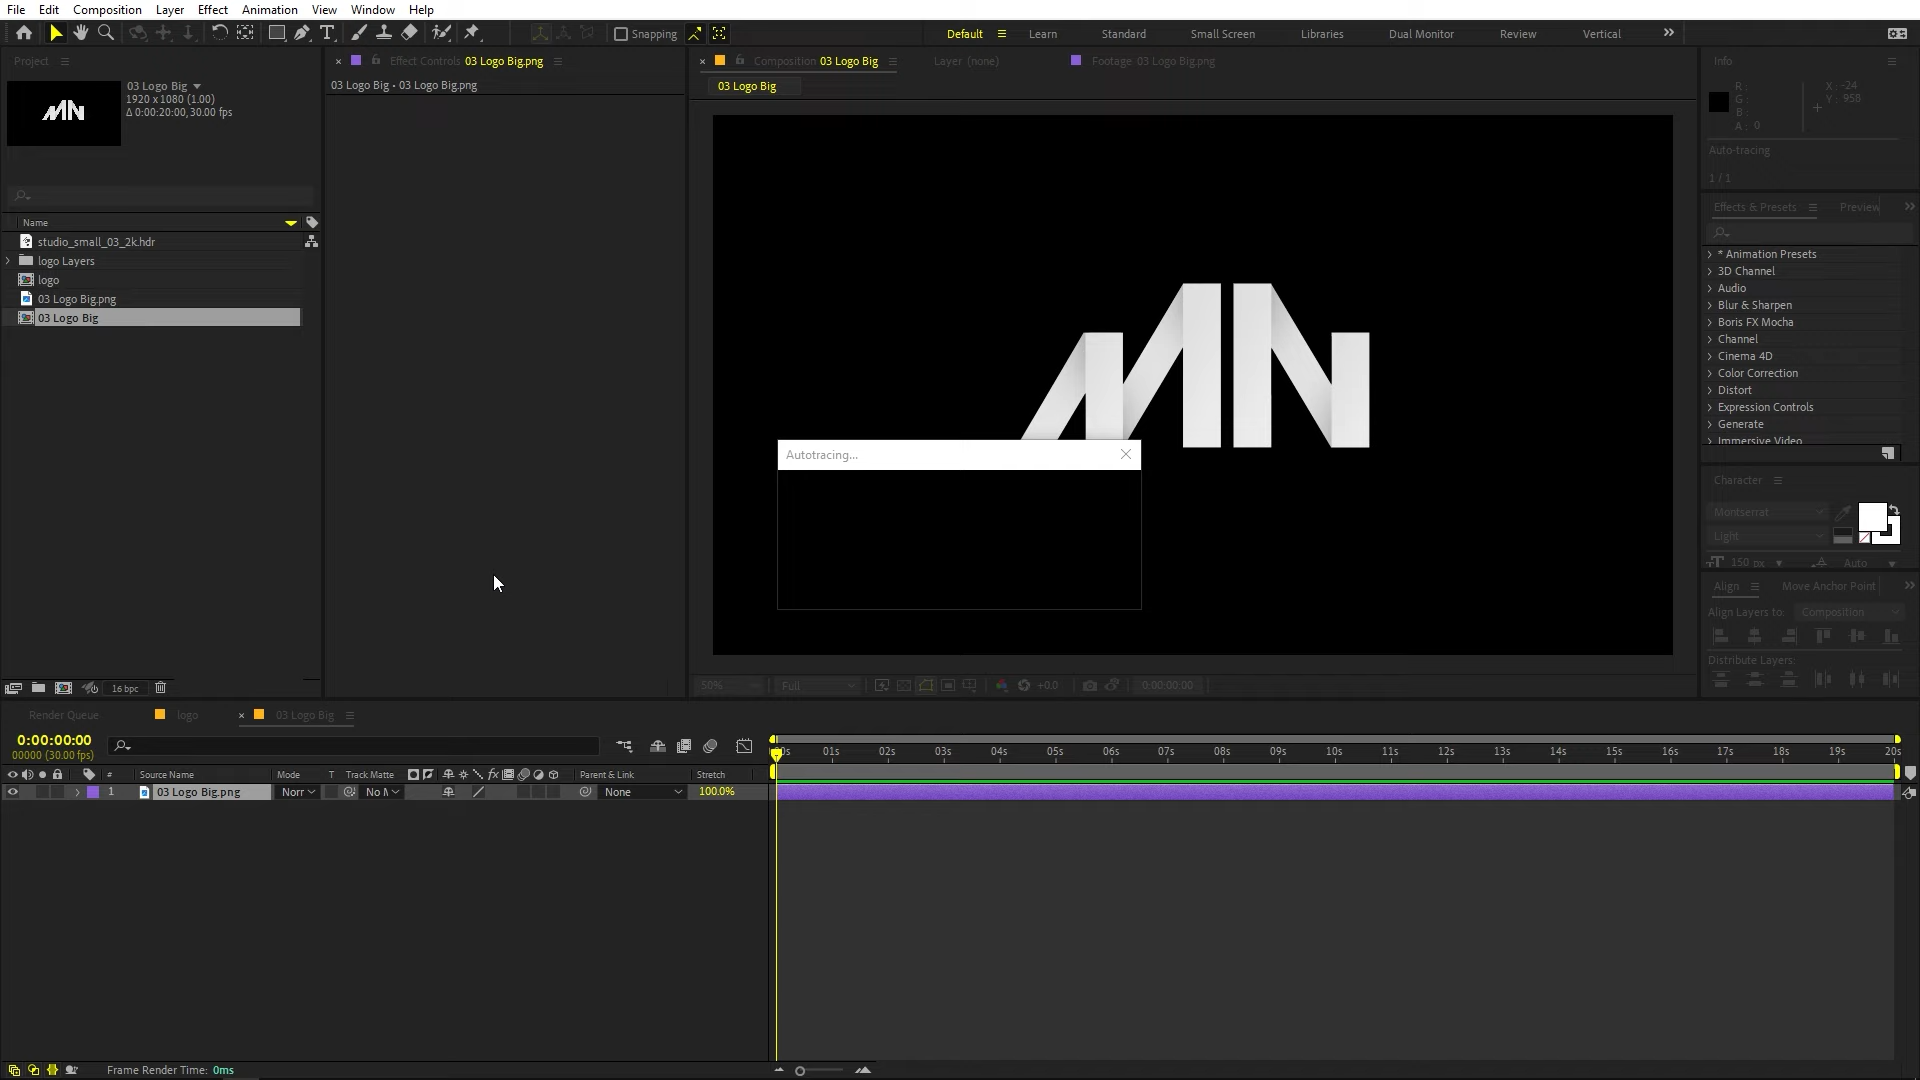 File Edit Composition Layer Effect Animation View Window Help
Snapping
Default Learn Standard Small Screen Libraries Dual Monitor Review Vertical
Project
03 Logo Big
1920 x 1080 (1.00)
Δ 0:00:20:00, 30.00 fps
Name
studio_small_03_2k.hdr
logo Layers
logo
03 Logo Big.png
03 Logo Big
16 bpc
Effect Controls 03 Logo Big.png
03 Logo Big • 03 Logo Big.png
Composition 03 Logo Big Layer (none) Footage 03 Logo Big.png
03 Logo Big
Autotracing...
50% Full +0.0 0:00:00:00
Info
R :
G :
B :
A : 0
X : -24
Y : 958
Auto-tracing
1 / 1
Effects & Presets Preview
* Animation Presets
3D Channel
Audio
Blur & Sharpen
Boris FX Mocha
Channel
Cinema 4D
Color Correction
Distort
Expression Controls
Generate
Immersive Video
Character
Montserrat
Light
150 px Auto
Align Move Anchor Point
Align Layers to: Composition
Distribute Layers:
Render Queue logo 03 Logo Big
0:00:00:00
00000 (30.00 fps)
01s 02s 03s 04s 05s 06s 07s 08s 09s 10s 11s 12s 13s 14s 15s 16s 17s 18s 19s 20s
# Source Name Mode T Track Matte fx Parent & Link Stretch
1 03 Logo Big.png Norr No None 100.0%
Frame Render Time: 0ms